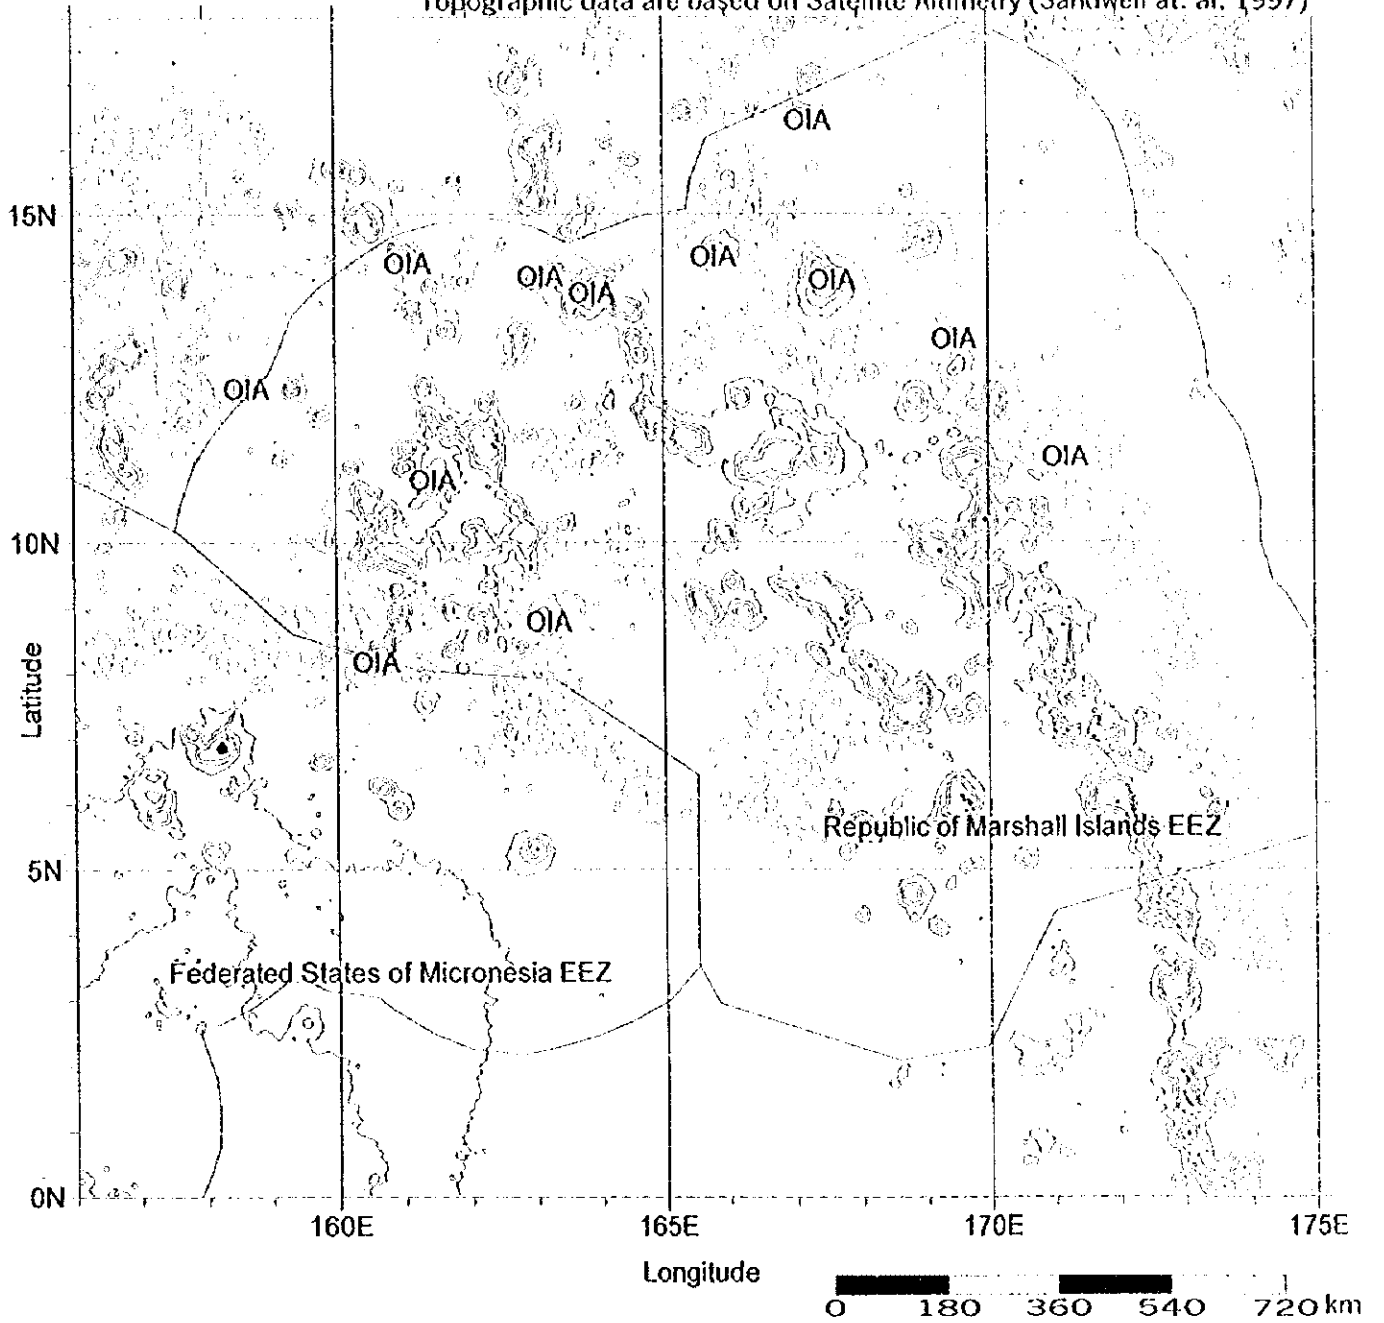 Topographic data are based on Satellite Altimetry (Sandwell at. al, 1997)
OIA
15N
OIA
OIA
OIA
OIA
OIA
OIA
OIA
OIA
OIA
10N
OIA
OIA
Latitude
Republic of Marshall Islands EEZ
5N
Federated States of Micronesia EEZ
0N
160E
165E
170E
175E
Longitude
0 180 360 540 720 km